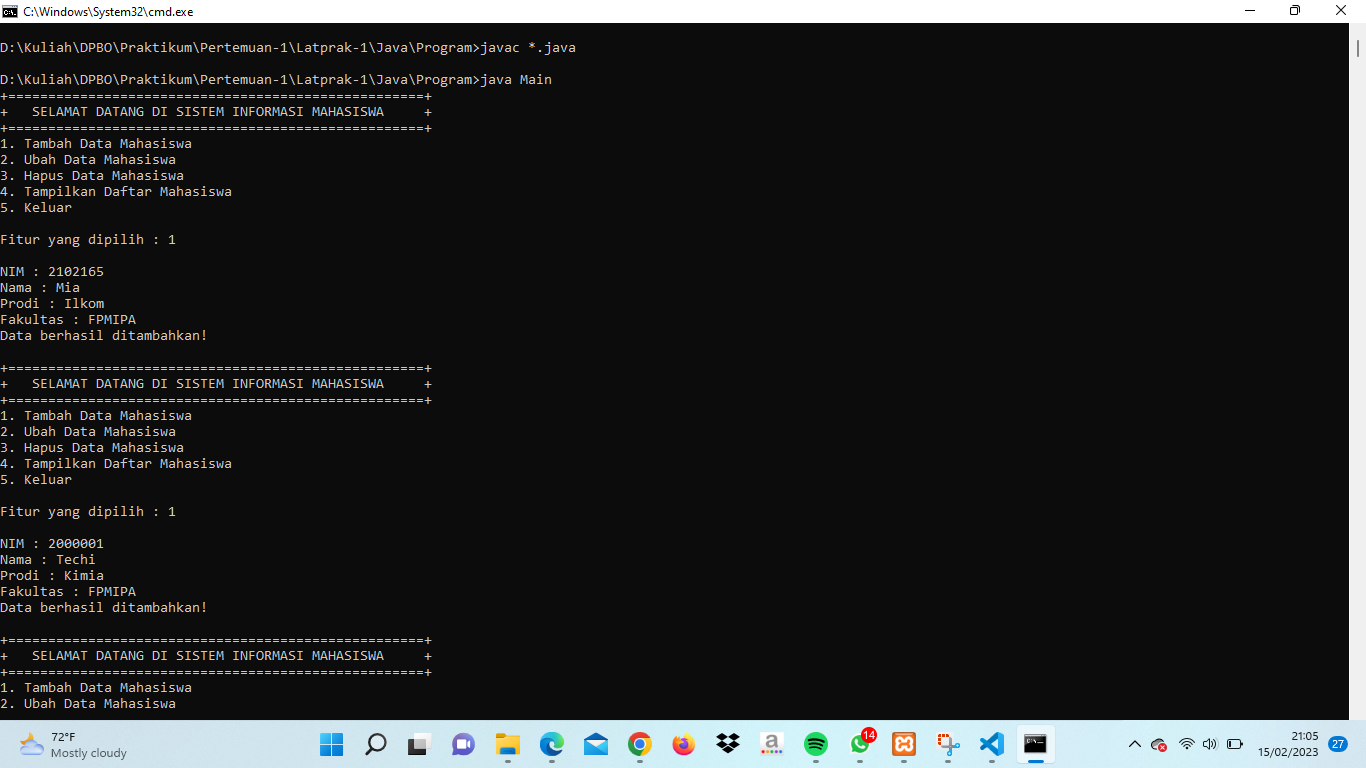 C:\Windows\System32\cmd.exe
D:\Kuliah\DPBO\Praktikum\Pertemuan-1\Latprak-1\Java\Program>javac *.java
D:\Kuliah\DPBO\Praktikum\Pertemuan-1\Latprak-1\Java\Program>java Main
+====================================================+
+   SELAMAT DATANG DI SISTEM INFORMASI MAHASISWA     +
+====================================================+
1. Tambah Data Mahasiswa
2. Ubah Data Mahasiswa
3. Hapus Data Mahasiswa
4. Tampilkan Daftar Mahasiswa
5. Keluar
Fitur yang dipilih : 1
NIM : 2102165
Nama : Mia
Prodi : Ilkom
Fakultas : FPMIPA
Data berhasil ditambahkan!
+====================================================+
+   SELAMAT DATANG DI SISTEM INFORMASI MAHASISWA     +
+====================================================+
1. Tambah Data Mahasiswa
2. Ubah Data Mahasiswa
3. Hapus Data Mahasiswa
4. Tampilkan Daftar Mahasiswa
5. Keluar
Fitur yang dipilih : 1
NIM : 2000001
Nama : Techi
Prodi : Kimia
Fakultas : FPMIPA
Data berhasil ditambahkan!
+====================================================+
+   SELAMAT DATANG DI SISTEM INFORMASI MAHASISWA     +
+====================================================+
1. Tambah Data Mahasiswa
2. Ubah Data Mahasiswa
72°F
Mostly cloudy
a
14
21:05
15/02/2023
27